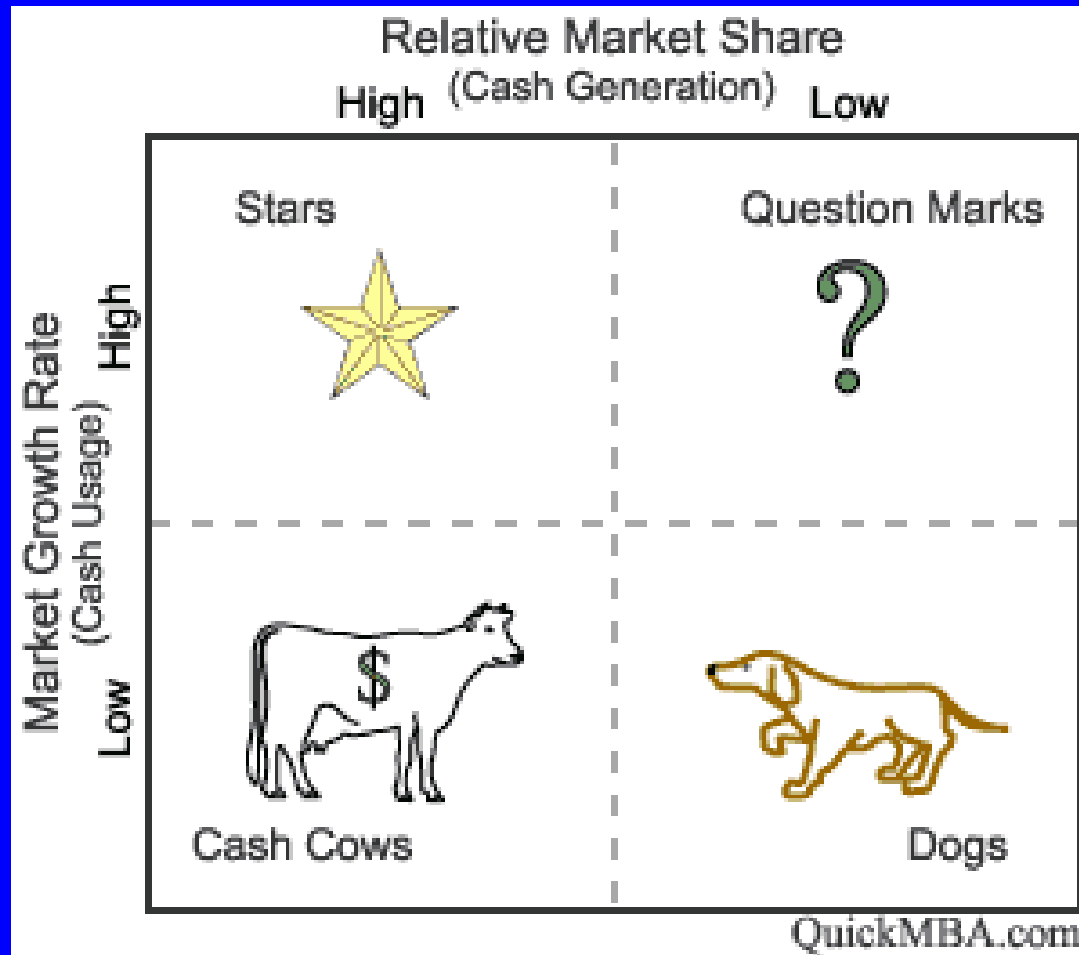 Relative Market Share
(Cash Generation)
High
Low
Stars
Question Marks
?
Market Growth Rate
(Cash Usage)
High
Low
$
Cash Cows
Dogs
QuickMBA.com